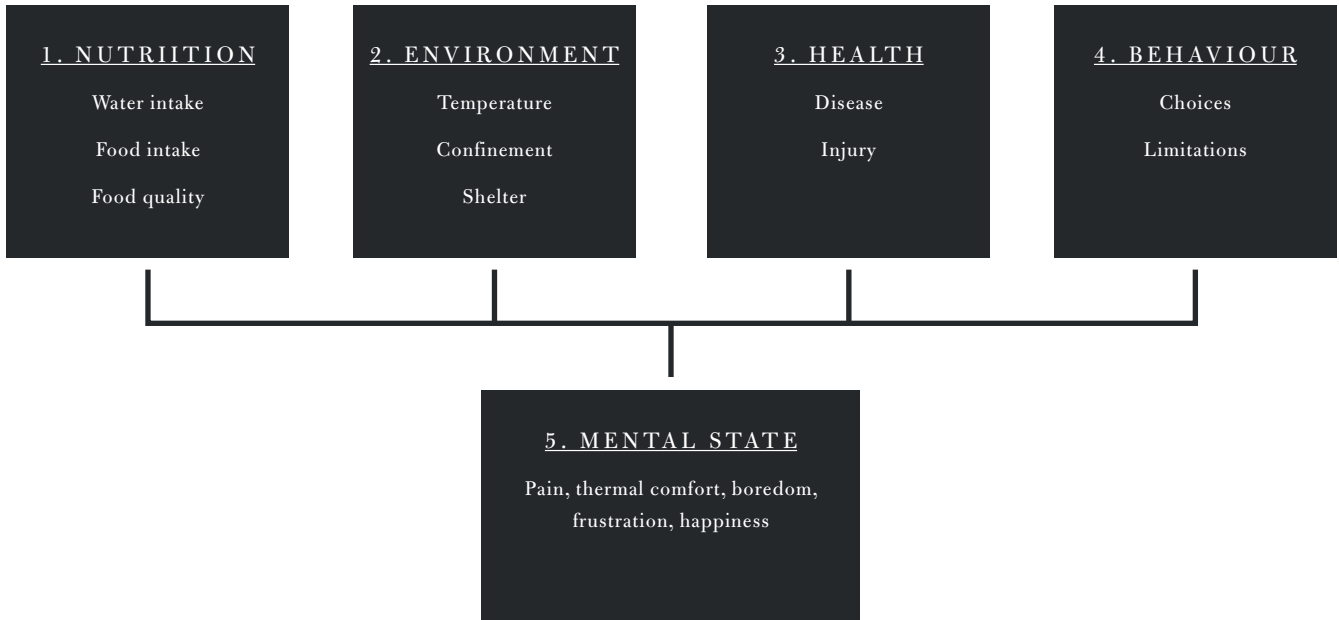 1. NUTRIITION
Water intake
Food intake
Food quality
2. ENVIRONMENT
Temperature
Confinement
Shelter
3. HEALTH
Disease
Injury
4. BEHAVIOUR
Choices
Limitations
5. MENTAL STATE
Pain, thermal comfort, boredom,
frustration, happiness